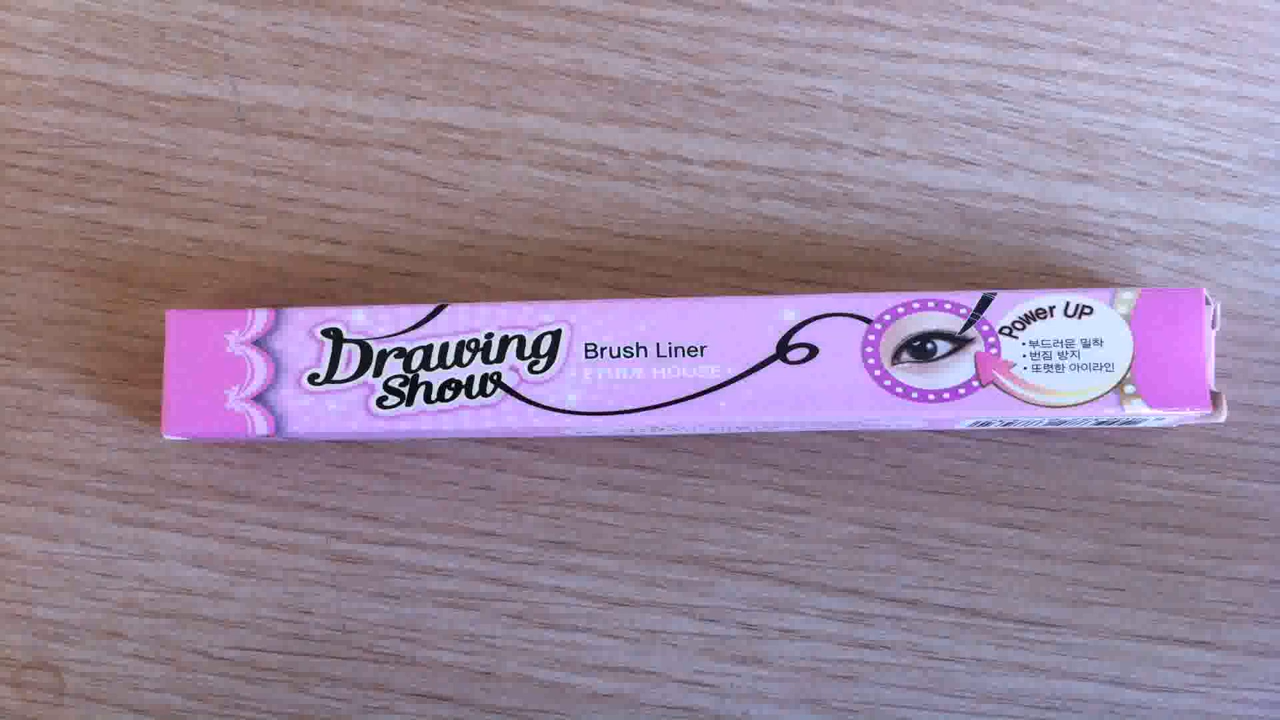 Drawing
Show
Brush Liner
ETUDE HOUSE
Power UP
• 부드러운 밀착
• 번짐 방지
• 또렷한 아이라인